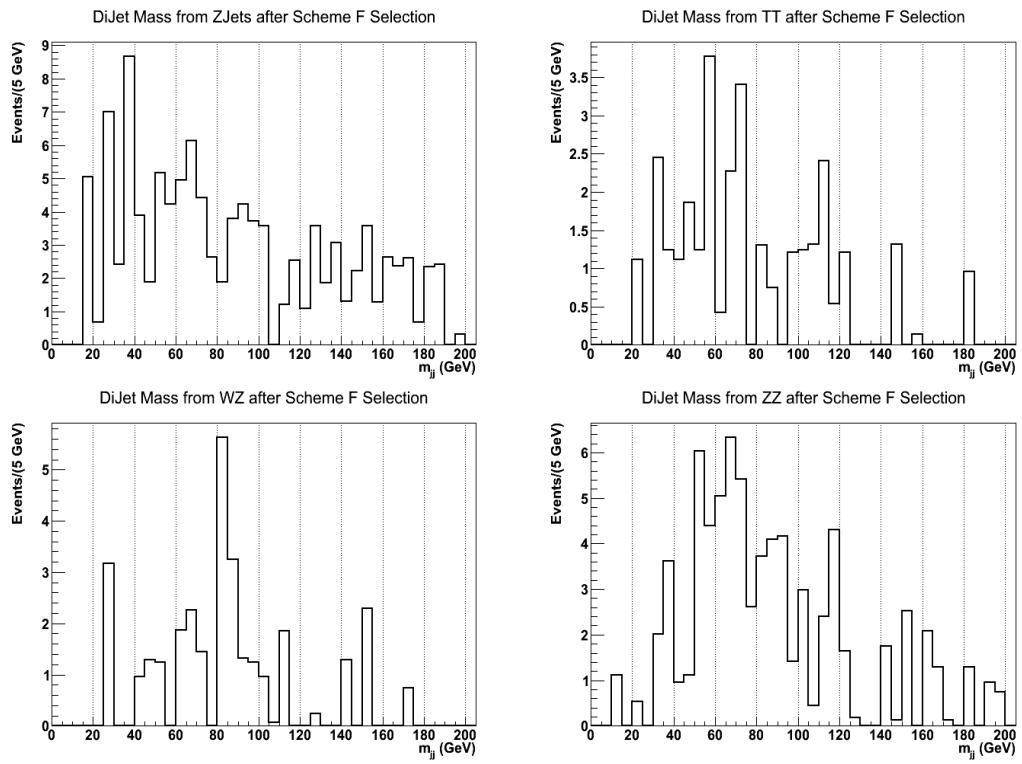 DiJet Mass from ZJets after Scheme F Selection
Events/(5 GeV)
9
8
7
6
5
4
3
2
1
0
0 20 40 60 80 100 120 140 160 180 200
m_jj (GeV)
DiJet Mass from TT after Scheme F Selection
Events/(5 GeV)
3.5
3
2.5
2
1.5
1
0.5
0
0 20 40 60 80 100 120 140 160 180 200
m_jj (GeV)
DiJet Mass from WZ after Scheme F Selection
Events/(5 GeV)
5
4
3
2
1
0
0 20 40 60 80 100 120 140 160 180 200
m_jj (GeV)
DiJet Mass from ZZ after Scheme F Selection
Events/(5 GeV)
6
5
4
3
2
1
0
0 20 40 60 80 100 120 140 160 180 200
m_jj (GeV)